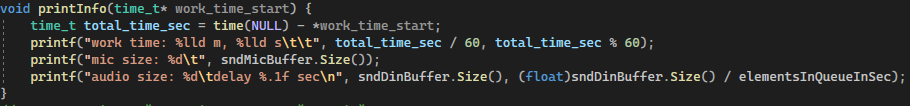 void printInfo(time_t* work_time_start) {
    time_t total_time_sec = time(NULL) - *work_time_start;
    printf("work time: %lld m, %lld s\t\t", total_time_sec / 60, total_time_sec % 60);
    printf("mic size: %d\t", sndMicBuffer.Size());
    printf("audio size: %d\tdelay %.1f sec\n", sndDinBuffer.Size(), (float)sndDinBuffer.Size() / elementsInQueueInSec);
}